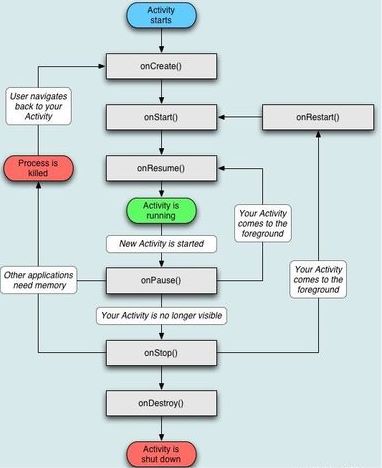 Activity
starts
onCreate()
User navigates
back to your
Activity
onStart()
onRestart()
onResume()
Process is
killed
Activity is
running
New Activity is started
Your Activity
comes to the
foreground
Other applications
need memory
onPause()
Your Activity
comes to the
foreground
Your Activity is no longer visible
onStop()
onDestroy()
Activity is
shut down